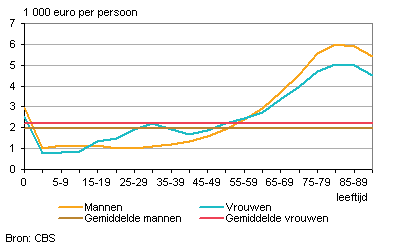 1 000 euro per persoon
7
6
5
4
3
2
1
0
0 5-9 15-19 25-29 35-39 45-49 55-59 65-69 75-79 85-89
leeftijd
Mannen Vrouwen
Gemiddelde mannen Gemiddelde vrouwen
Bron: CBS